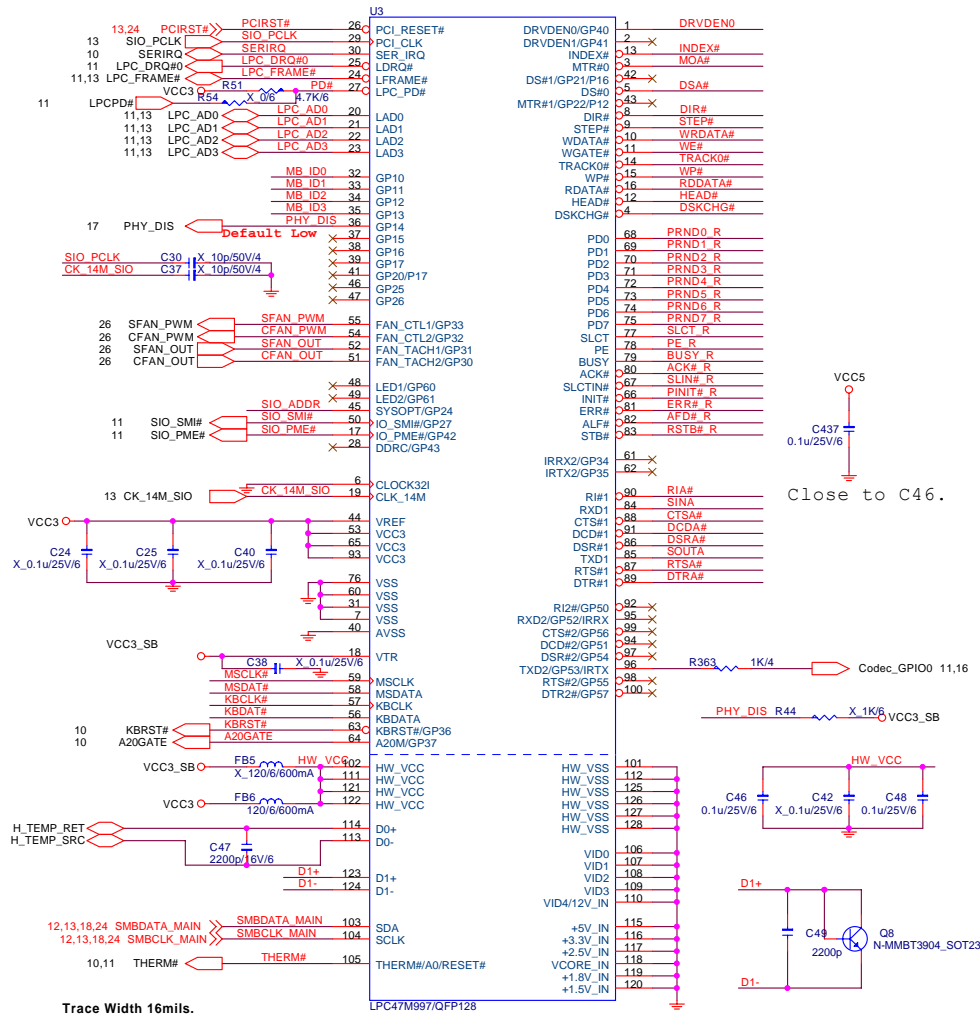 U3
13,24 PCIRST# 26 PCI_RESET# DRVDEN0/GP40 1 DRVDEN0
13 SIO_PCLK SIO_PCLK 29 PCI_CLK DRVDEN1/GP41 2
10 SERIRQ SERIRQ 30 SER_IRQ INDEX# 13 INDEX#
11 LPC_DRQ#0 LPC_DRQ#0 25 LDRQ# MTR#0 3 MOA#
11,13 LPC_FRAME# LPC_FRAME# 24 LFRAME# DS#1/GP21/P16 42
VCC3 R51 4.7K/6 PD# 27 LPC_PD# DS#0 5 DSA#
11 LPCPD# R54 X_0/6 MTR#1/GP22/P12 43
11,13 LPC_AD0 LPC_AD0 20 LAD0 DIR# 8 DIR#
11,13 LPC_AD1 LPC_AD1 21 LAD1 STEP# 9 STEP#
11,13 LPC_AD2 LPC_AD2 22 LAD2 WDATA# 10 WRDATA#
11,13 LPC_AD3 LPC_AD3 23 LAD3 WGATE# 11 WE#
TRACK0# 14 TRACK0#
MB_ID0 32 GP10 WP# 15 WP#
MB_ID1 33 GP11 RDATA# 16 RDDATA#
MB_ID2 34 GP12 HEAD# 12 HEAD#
MB_ID3 35 GP13 DSKCHG# 4 DSKCHG#
17 PHY_DIS PHY_DIS 36 GP14
Default Low 37 GP15 PD0 68 PRND0_R
38 GP16 PD1 69 PRND1_R
SIO_PCLK C30 X_10p/50V/4 39 GP17 PD2 70 PRND2_R
CK_14M_SIO C37 X_10p/50V/4 41 GP20/P17 PD3 71 PRND3_R
46 GP25 PD4 72 PRND4_R
47 GP26 PD5 73 PRND5_R
PD6 74 PRND6_R
26 SFAN_PWM SFAN_PWM 55 FAN_CTL1/GP33 PD7 75 PRND7_R
26 CFAN_PWM CFAN_PWM 54 FAN_CTL2/GP32 SLCT 77 SLCT_R
26 SFAN_OUT SFAN_OUT 52 FAN_TACH1/GP31 PE 78 PE_R
26 CFAN_OUT CFAN_OUT 51 FAN_TACH2/GP30 BUSY 79 BUSY_R
ACK# 80 ACK#_R
48 LED1/GP60 SLCTIN# 67 SLIN#_R
49 LED2/GP61 INIT# 66 PINIT#_R
SIO_ADDR 45 SYSOPT/GP24 ERR# 81 ERR#_R
11 SIO_SMI# SIO_SMI# 50 IO_SMI#/GP27 ALF# 82 AFD#_R
11 SIO_PME# SIO_PME# 17 IO_PME#/GP42 STB# 83 RSTB#_R
28 DDRC/GP43
VCC5
C437
0.1u/25V/6
Close to C46.
IRRX2/GP34 61
IRTX2/GP35 62
6 CLOCK32I
13 CK_14M_SIO CK_14M_SIO 19 CLK_14M RI#1 90 RIA#
RXD1 84 SINA
VCC3 44 VREF CTS#1 88 CTSA#
53 VCC3 DCD#1 91 DCDA#
65 VCC3 DSR#1 86 DSRA#
93 VCC3 TXD1 85 SOUTA
C24 X_0.1u/25V/6 C25 X_0.1u/25V/6 C40 X_0.1u/25V/6
RTS#1 87 RTSA#
76 VSS DTR#1 89 DTRA#
60 VSS
31 VSS RI2#/GP50 92
7 VSS RXD2/GP52/IRRX 95
40 AVSS CTS#2/GP56 99
DCD#2/GP51 94
VCC3_SB 18 VTR DSR#2/GP54 97
C38 X_0.1u/25V/6 TXD2/GP53/IRTX 96 R363 1K/4 Codec_GPIO0 11,16
MSCLK# 59 MSCLK RTS#2/GP55 98
MSDAT# 58 MSDATA DTR2#/GP57 100
KBCLK# 57 KBCLK
KBDAT# 56 KBDATA PHY_DIS R44 X_1K/6 VCC3_SB
10 KBRST# KBRST# 63 KBRST#/GP36
10 A20GATE A20GATE 64 A20M/GP37
VCC3_SB FB5 X_120/6/600mA HW_VCC 102 HW_VCC HW_VSS 101
111 HW_VCC HW_VSS 112
121 HW_VCC HW_VSS 125
VCC3 FB6 120/6/600mA 122 HW_VCC HW_VSS 126
HW_VSS 127
HW_VSS 128
HW_VCC
C46 0.1u/25V/6 C42 X_0.1u/25V/6 C48 0.1u/25V/6
H_TEMP_RET 114 D0+
H_TEMP_SRC 113 D0-
C47 2200p/16V/6
VID0 106
VID1 107
D1+ 123 D1+ VID2 108
D1- 124 D1- VID3 109
VID4/12V_IN 110
12,13,18,24 SMBDATA_MAIN SMBDATA_MAIN 103 SDA +5V_IN 115
12,13,18,24 SMBCLK_MAIN SMBCLK_MAIN 104 SCLK +3.3V_IN 116
+2.5V_IN 117
10,11 THERM# THERM# 105 THERM#/A0/RESET# VCORE_IN 118
+1.8V_IN 119
+1.5V_IN 120
D1+
C49 2200p Q8 N-MMBT3904_SOT23
D1-
Trace Width 16mils.
LPC47M997/QFP128